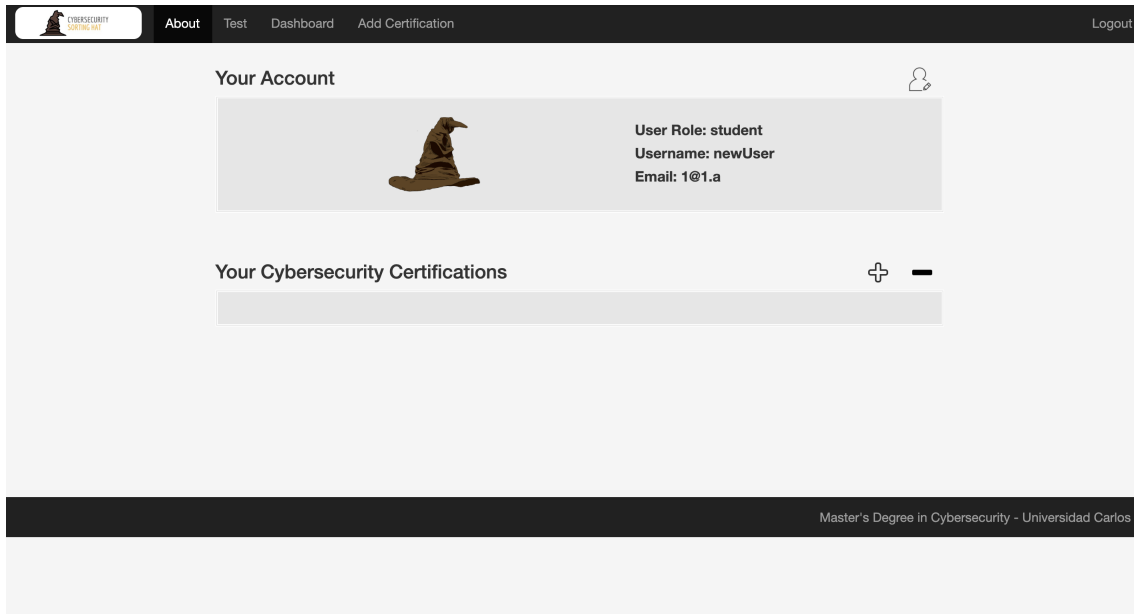 CYBERSECURITY
SORTING HAT
About
Test
Dashboard
Add Certification
Logout
Your Account
User Role: student
Username: newUser
Email: 1@1.a
Your Cybersecurity Certifications
Master's Degree in Cybersecurity - Universidad Carlos